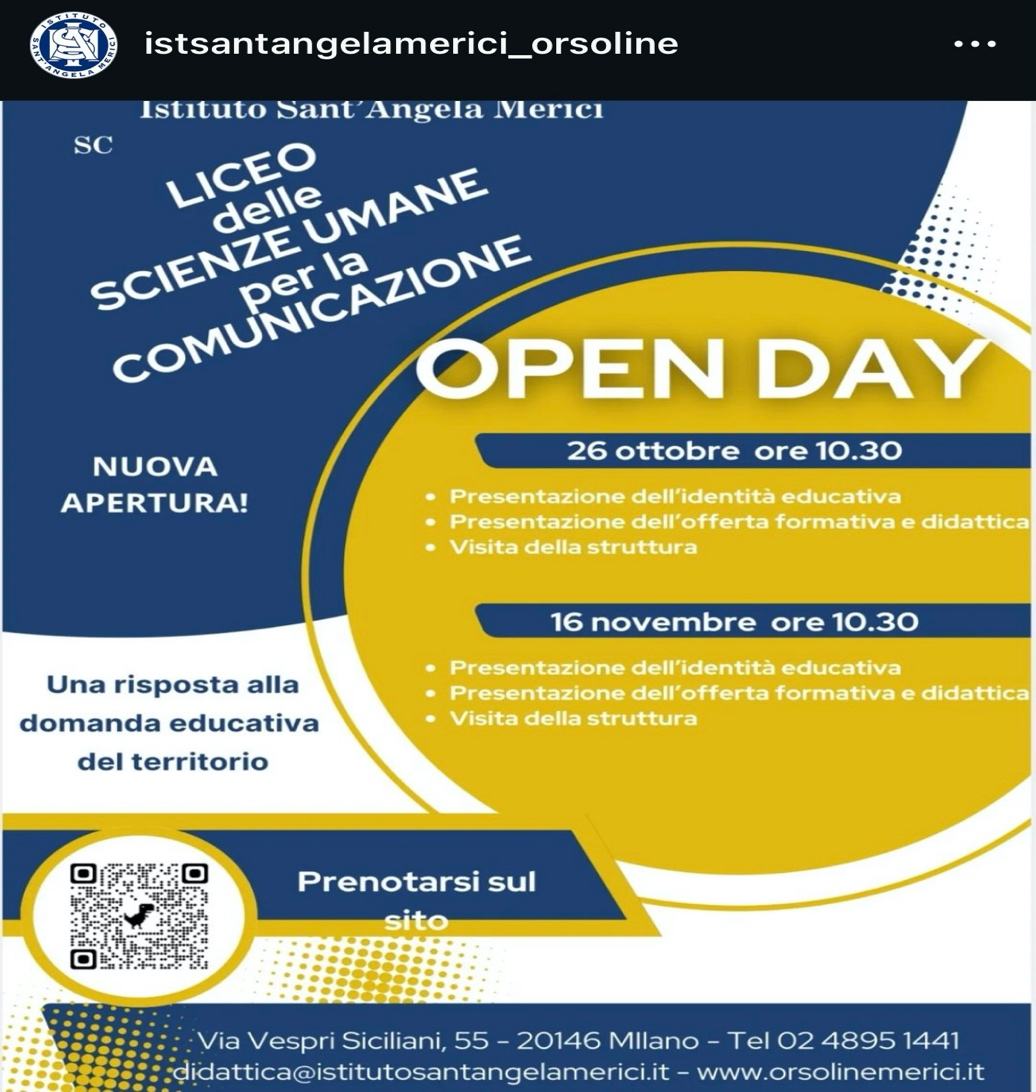 ISTITUTO SANT'ANGELA MERICI
istsantangelamerici_orsoline
Istituto Sant'Angela Merici
SC
LICEO
delle
SCIENZE UMANE
per la
COMUNICAZIONE
NUOVA
APERTURA!
OPEN DAY
26 ottobre ore 10.30
• Presentazione dell'identità educativa
• Presentazione dell'offerta formativa e didattica
• Visita della struttura
16 novembre ore 10.30
• Presentazione dell'identità educativa
• Presentazione dell'offerta formativa e didattica
• Visita della struttura
Una risposta alla
domanda educativa
del territorio
Prenotarsi sul
sito
Via Vespri Siciliani, 55 - 20146 MIlano - Tel 02 4895 1441
didattica@istitutosantangelamerici.it - www.orsolinemerici.it